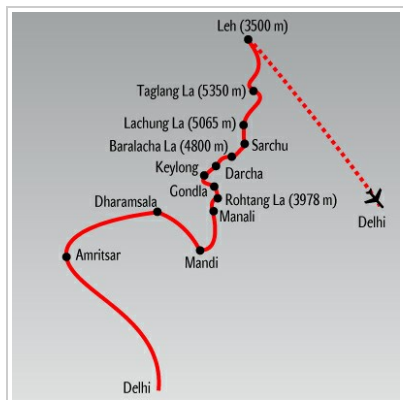 Leh (3500 m)
Taglang La (5350 m)
Lachung La (5065 m)
Baralacha La (4800 m)
Sarchu
Keylong
Darcha
Gondla
Rohtang La (3978 m)
Dharamsala
Manali
Delhi
Amritsar
Mandi
Delhi